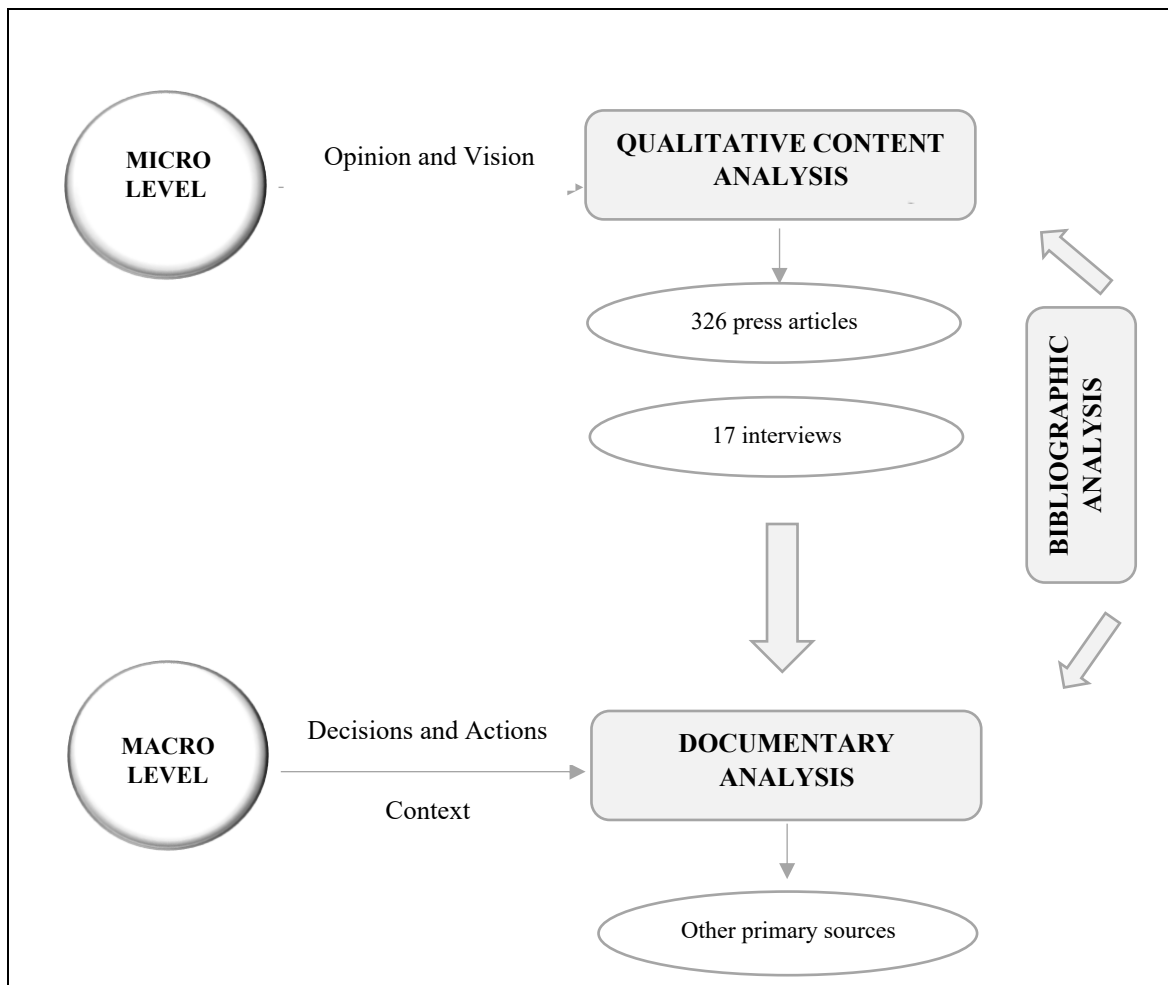 MICRO
LEVEL
Opinion and Vision
QUALITATIVE CONTENT
ANALYSIS
326 press articles
17 interviews
BIBLIOGRAPHIC
ANALYSIS
MACRO
LEVEL
Decisions and Actions
Context
DOCUMENTARY
ANALYSIS
Other primary sources